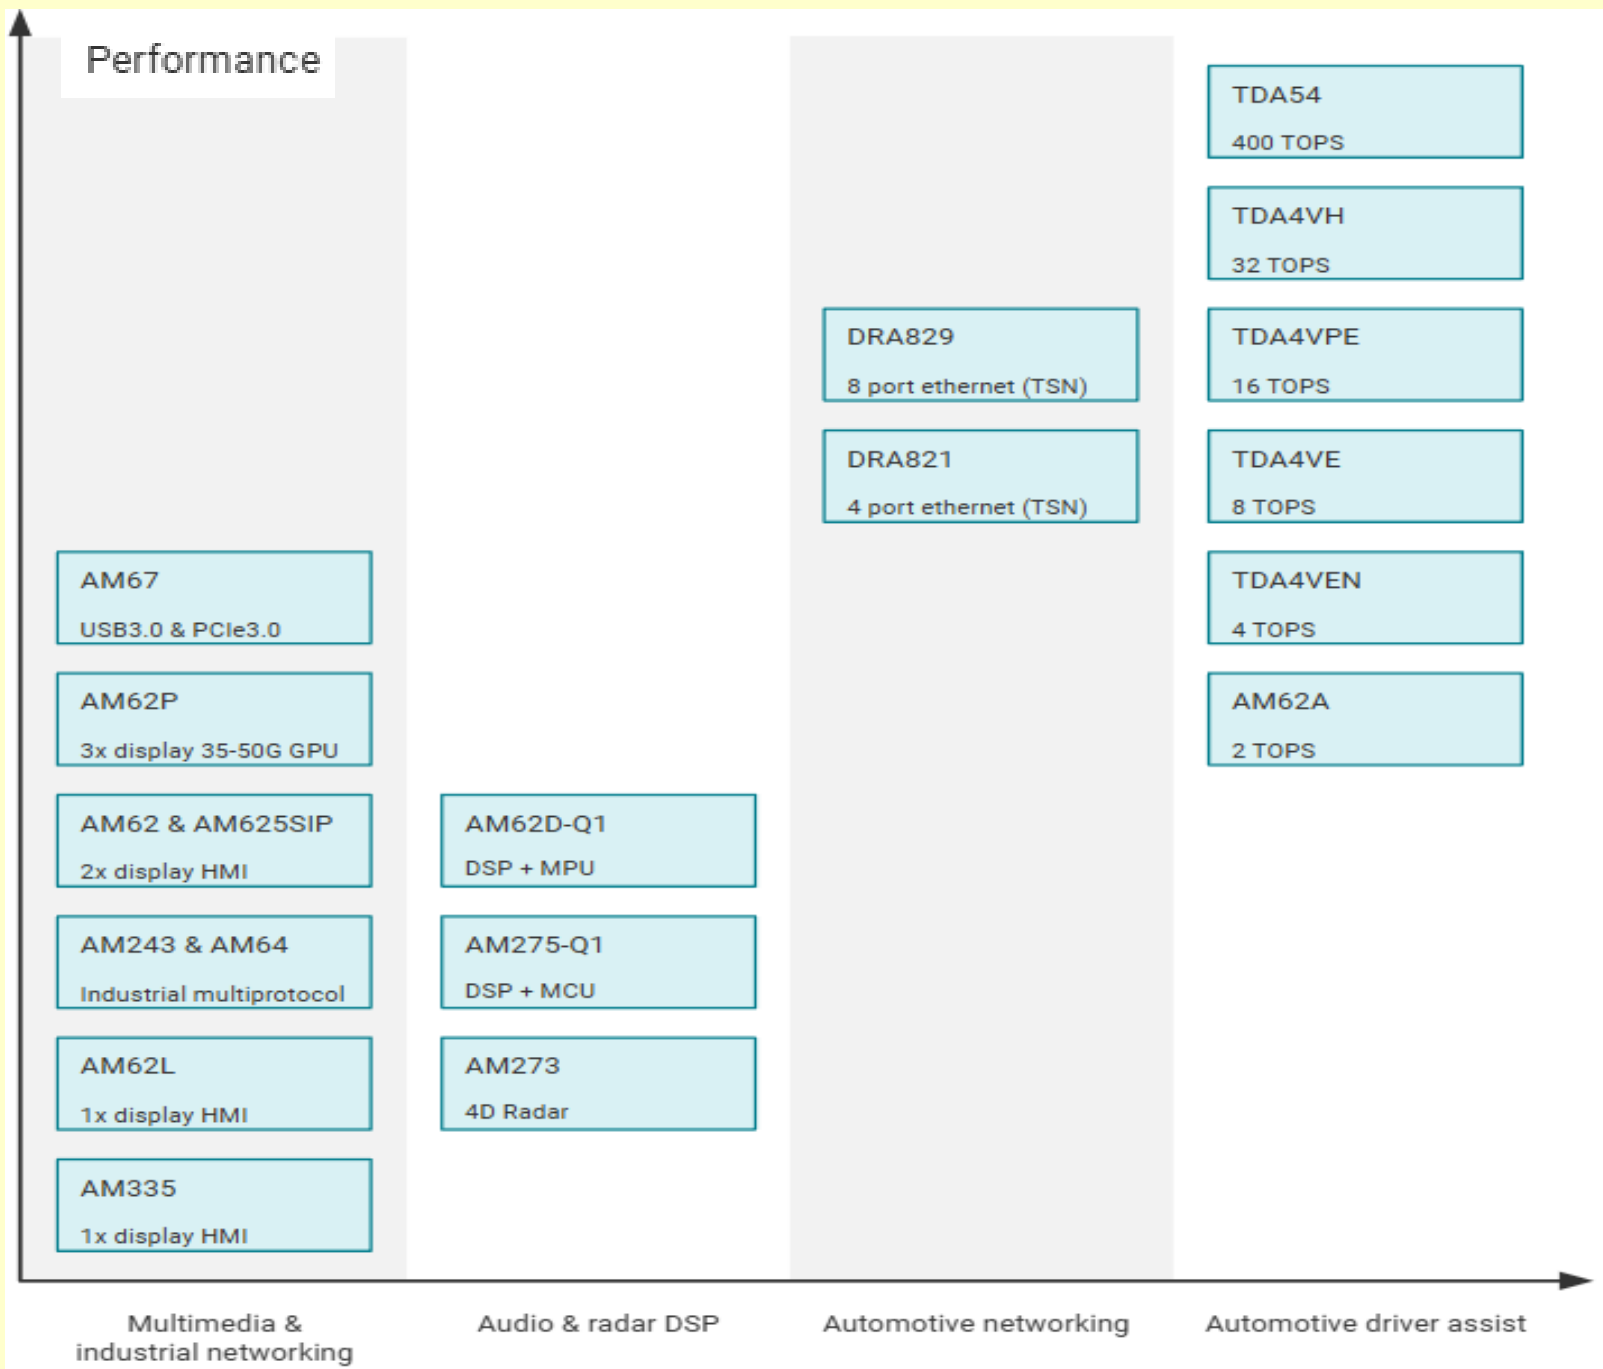 Performance
AM67
USB3.0 & PCIe3.0
AM62P
3x display 35-50G GPU
AM62 & AM625SIP
2x display HMI
AM243 & AM64
Industrial multiprotocol
AM62L
1x display HMI
AM335
1x display HMI
AM62D-Q1
DSP + MPU
AM275-Q1
DSP + MCU
AM273
4D Radar
DRA829
8 port ethernet (TSN)
DRA821
4 port ethernet (TSN)
TDA54
400 TOPS
TDA4VH
32 TOPS
TDA4VPE
16 TOPS
TDA4VE
8 TOPS
TDA4VEN
4 TOPS
AM62A
2 TOPS
Multimedia &
industrial networking
Audio & radar DSP
Automotive networking
Automotive driver assist